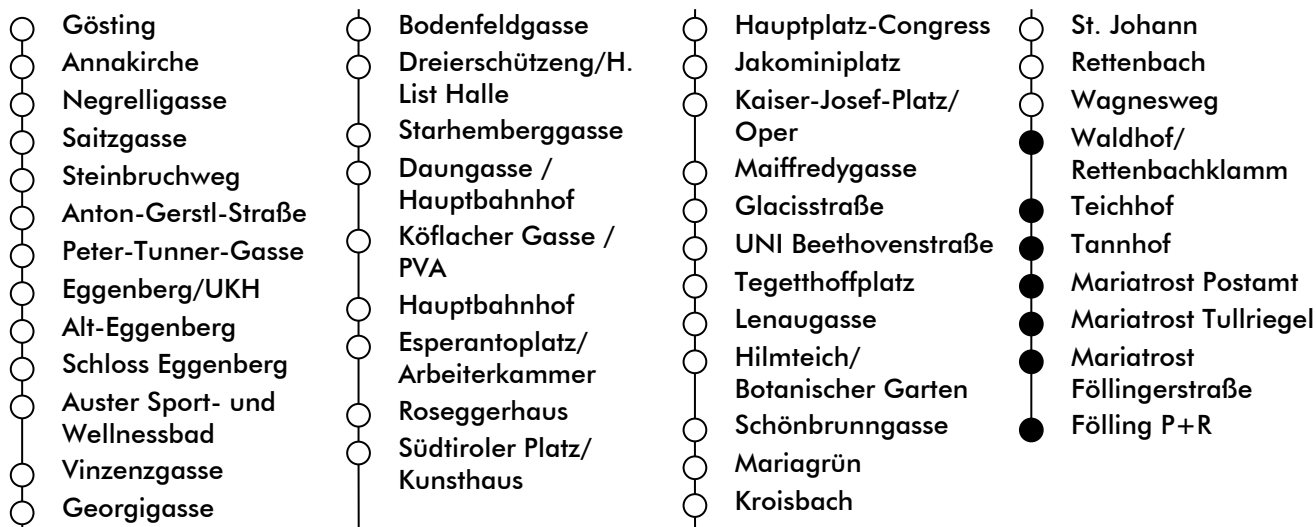 Gösting
Annakirche
Negrelligasse
Saitzgasse
Steinbruchweg
Anton-Gerstl-Straße
Peter-Tunner-Gasse
Eggenberg/UKH
Alt-Eggenberg
Schloss Eggenberg
Auster Sport- und
Wellnessbad
Vinzenzgasse
Georgigasse
Bodenfeldgasse
Dreierschützeng/H.
List Halle
Starhemberggasse
Daungasse /
Hauptbahnhof
Köflacher Gasse /
PVA
Hauptbahnhof
Esperantoplatz/
Arbeiterkammer
Roseggerhaus
Südtiroler Platz/
Kunsthaus
Hauptplatz-Congress
Jakominiplatz
Kaiser-Josef-Platz/
Oper
Maiffredygasse
Glacisstraße
UNI Beethovenstraße
Tegetthoffplatz
Lenaugasse
Hilmteich/
Botanischer Garten
Schönbrunngasse
Mariagrün
Kroisbach
St. Johann
Rettenbach
Wagnesweg
Waldhof/
Rettenbachklamm
Teichhof
Tannhof
Mariatrost Postamt
Mariatrost Tullriegel
Mariatrost
Föllingerstraße
Fölling P+R